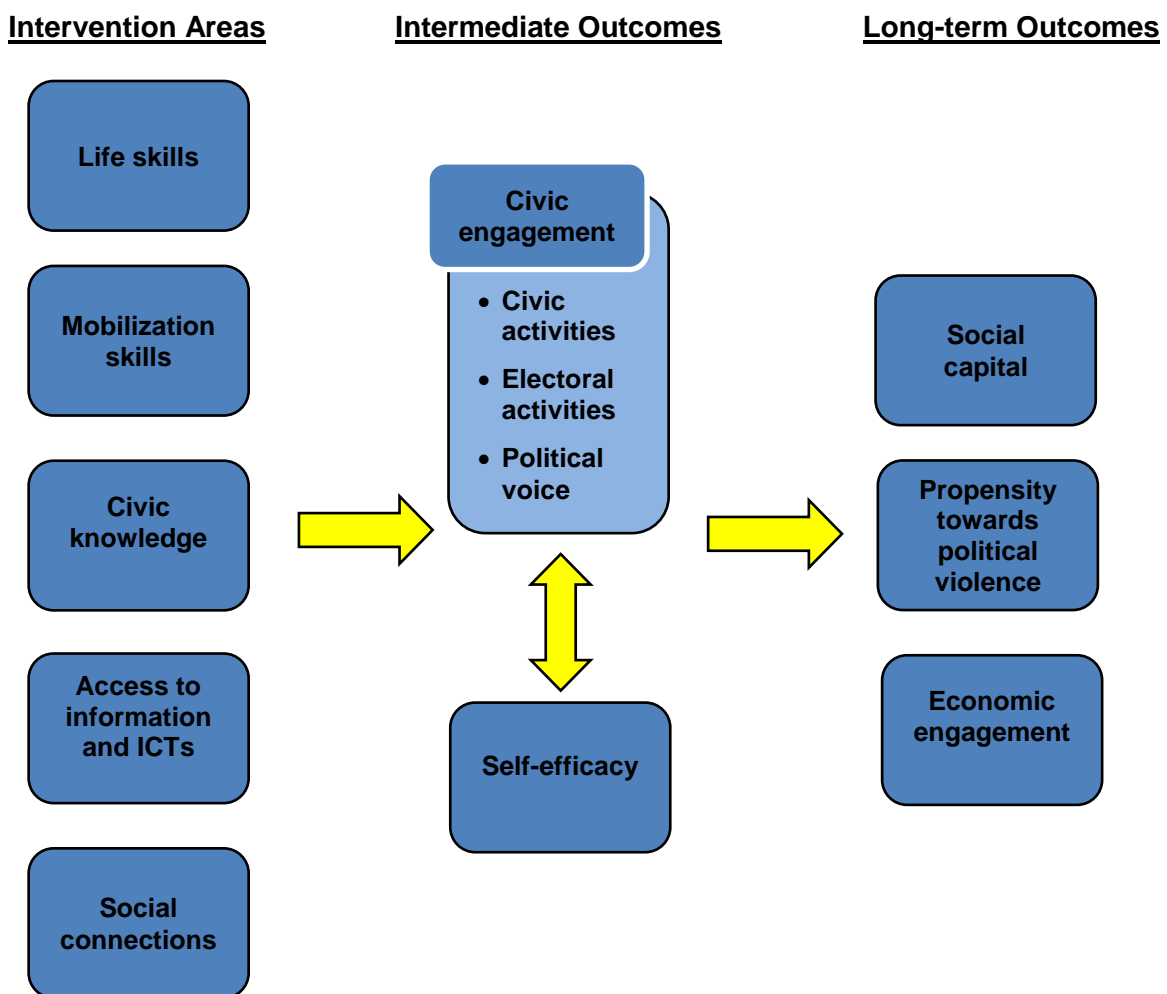 Intervention Areas
Life skills
Mobilization
skills
Civic
knowledge
Access to
information
and ICTs
Social
connections
Intermediate Outcomes
Civic
engagement
• Civic
activities
• Electoral
activities
• Political
voice
Self-efficacy
Long-term Outcomes
Social
capital
Propensity
towards
political
violence
Economic
engagement